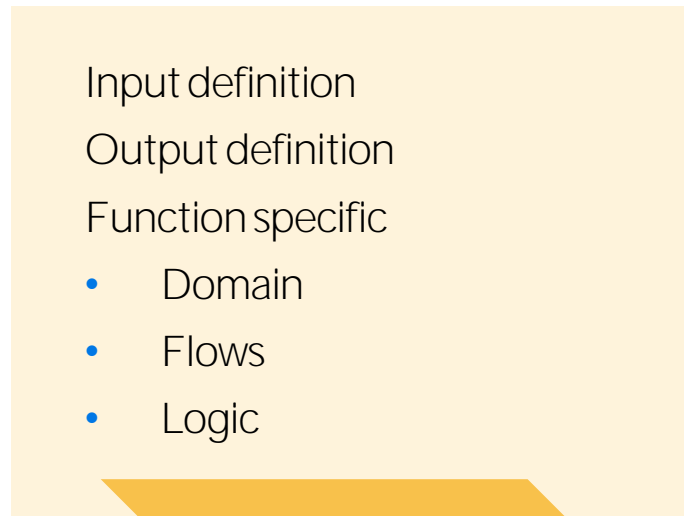 Input definition
Output definition
Function specific
• Domain
• Flows
• Logic